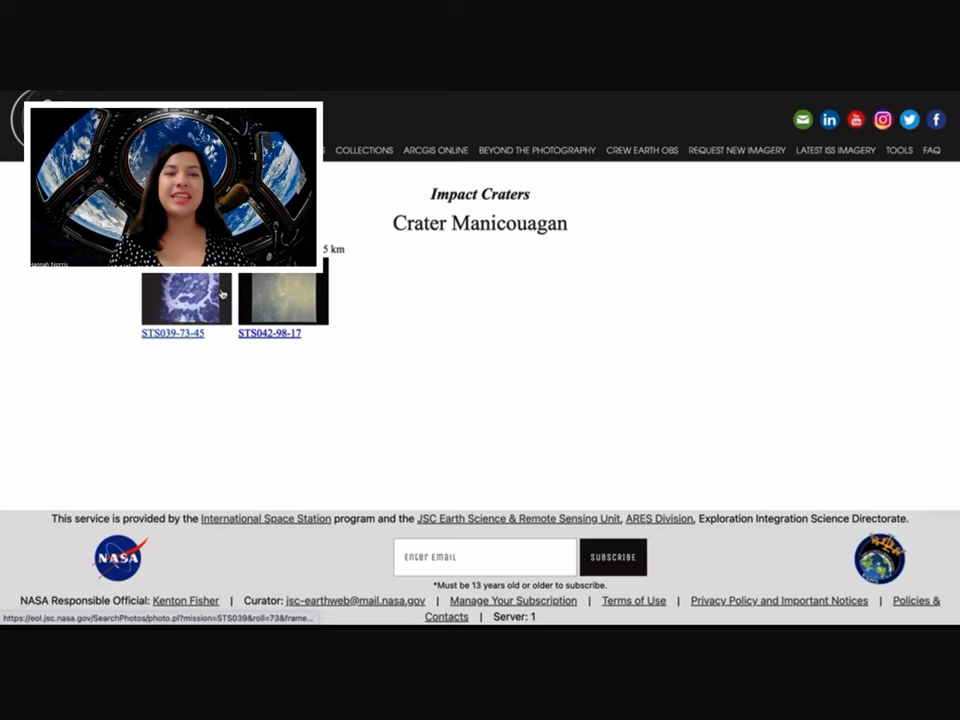 COLLECTIONS ARCGIS ONLINE BEYOND THE PHOTOGRAPHY CREW EARTH OBS REQUEST NEW IMAGERY LATEST ISS IMAGERY TOOLS FAQ
Impact Craters
Crater Manicouagan
5 km
Hannah Norris
STS039-73-45 STS042-98-17
This service is provided by the International Space Station program and the JSC Earth Science & Remote Sensing Unit, ARES Division, Exploration Integration Science Directorate.
NASA
Enter Email SUBSCRIBE
*Must be 13 years old or older to subscribe.
NASA Responsible Official: Kenton Fisher | Curator: jsc-earthweb@mail.nasa.gov | Manage Your Subscription | Terms of Use | Privacy Policy and Important Notices | Policies &
Contacts | Server: 1
https://eol.jsc.nasa.gov/SearchPhotos/photo.pl?mission=STS039&roll=73&frame...